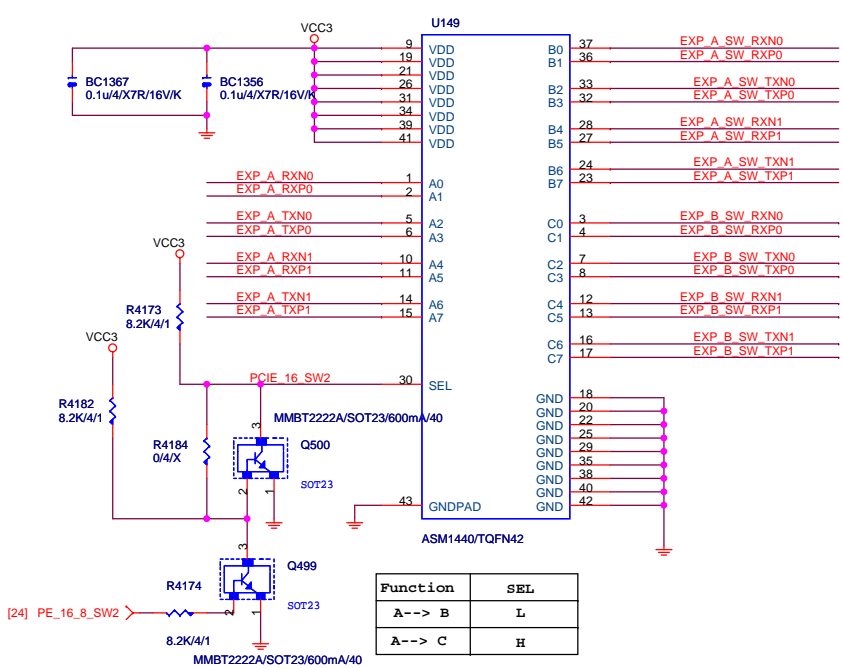 U149
VCC3
9 VDD
19 VDD
21 VDD
26 VDD
31 VDD
34 VDD
39 VDD
41 VDD
BC1367
0.1u/4/X7R/16V/K
BC1356
0.1u/4/X7R/16V/K
B0 37 EXP_A_SW_RXN0
B1 36 EXP_A_SW_RXP0
B2 33 EXP_A_SW_TXN0
B3 32 EXP_A_SW_TXP0
B4 28 EXP_A_SW_RXN1
B5 27 EXP_A_SW_RXP1
B6 24 EXP_A_SW_TXN1
B7 23 EXP_A_SW_TXP1
EXP_A_RXN0 1 A0
EXP_A_RXP0 2 A1
EXP_A_TXN0 5 A2
EXP_A_TXP0 6 A3
EXP_A_RXN1 10 A4
EXP_A_RXP1 11 A5
EXP_A_TXN1 14 A6
EXP_A_TXP1 15 A7
C0 3 EXP_B_SW_RXN0
C1 4 EXP_B_SW_RXP0
C2 7 EXP_B_SW_TXN0
C3 8 EXP_B_SW_TXP0
C4 12 EXP_B_SW_RXN1
C5 13 EXP_B_SW_RXP1
C6 16 EXP_B_SW_TXN1
C7 17 EXP_B_SW_TXP1
VCC3
R4173
8.2K/4/1
VCC3
R4182
8.2K/4/1
PCIE_16_SW2 30 SEL
GND 18
GND 20
GND 22
GND 25
GND 29
GND 35
GND 38
GND 40
GND 42
MMBT2222A/SOT23/600mA/40
R4184
0/4/X
3
Q500
SOT23
2
1
43 GNDPAD
ASM1440/TQFN42
3
Q499
SOT23
2
1
R4174
8.2K/4/1
[24] PE_16_8_SW2
MMBT2222A/SOT23/600mA/40
Function SEL
A--> B L
A--> C H